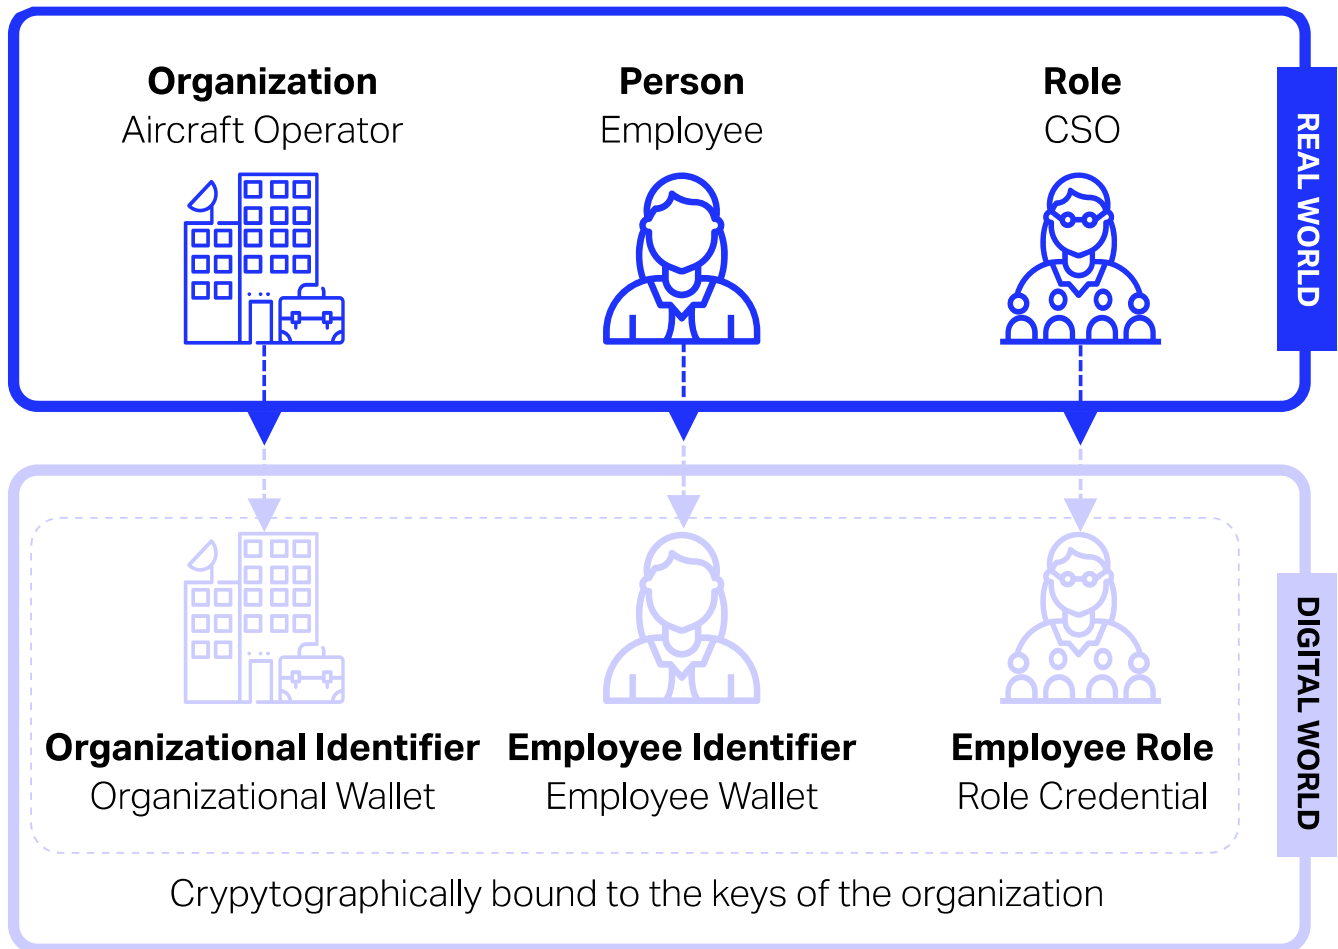 Organization
Aircraft Operator
Person
Employee
Role
CSO
REAL WORLD
Organizational Identifier
Organizational Wallet
Employee Identifier
Employee Wallet
Employee Role
Role Credential
DIGITAL WORLD
Crypytographically bound to the keys of the organization